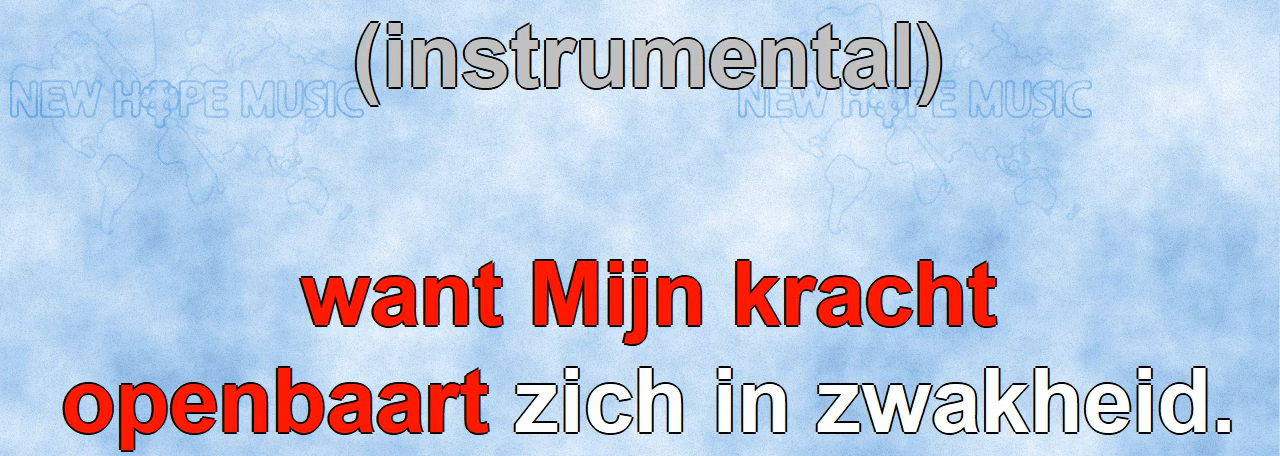 (instrumental)
NEW HOPE MUSIC NEW HOPE MUSIC
want Mijn kracht
openbaart zich in zwakheid.